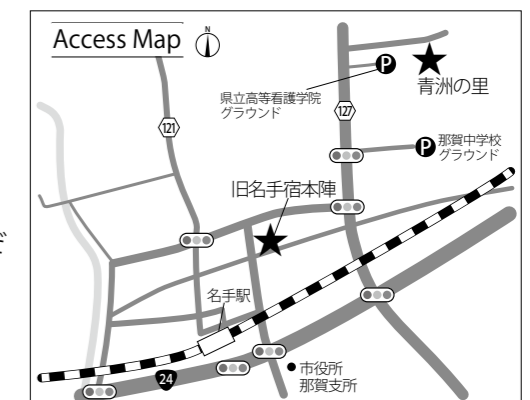 Access Map
N
P
青洲の里
県立高等看護学院
グラウンド
121
127
P
那賀中学校
グラウンド
旧名手宿本陣
ど
名手駅
24
市役所
那賀支所